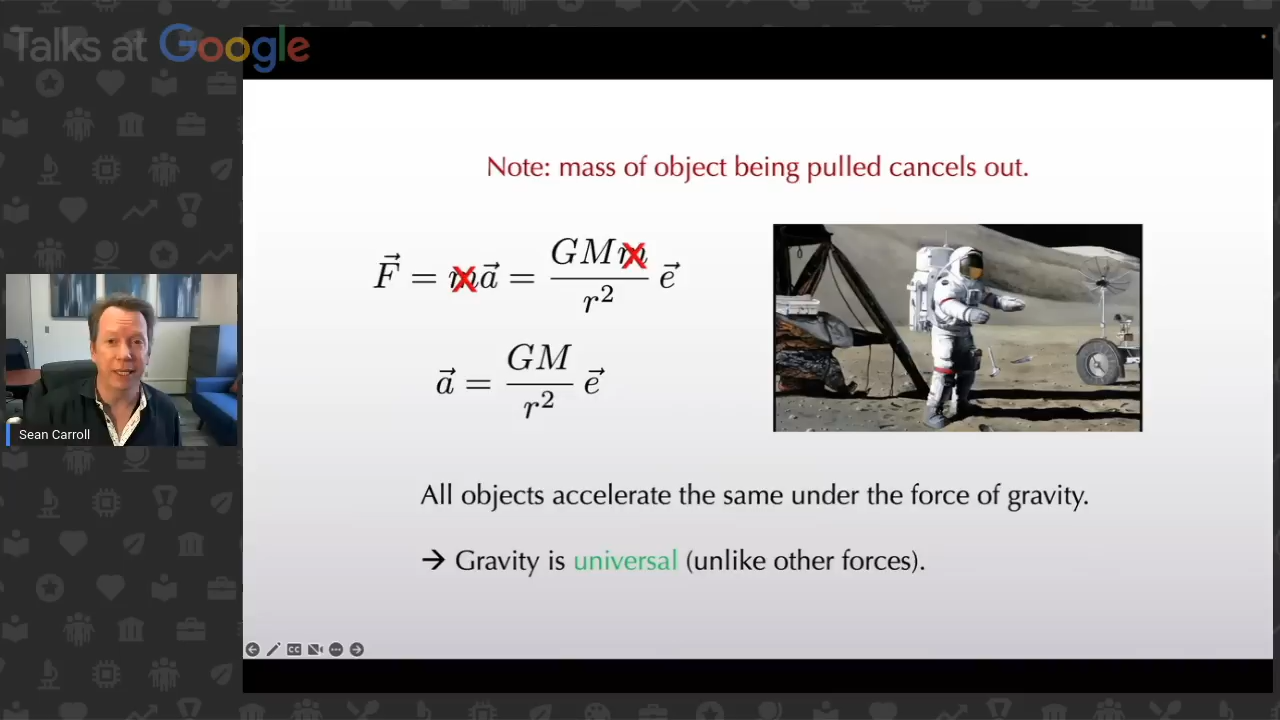 Talks at Google
Note: mass of object being pulled cancels out.
F⃗ = ma⃗ = GMm/r² e⃗
a⃗ = GM/r² e⃗
All objects accelerate the same under the force of gravity.
→ Gravity is universal (unlike other forces).
Sean Carroll
CC